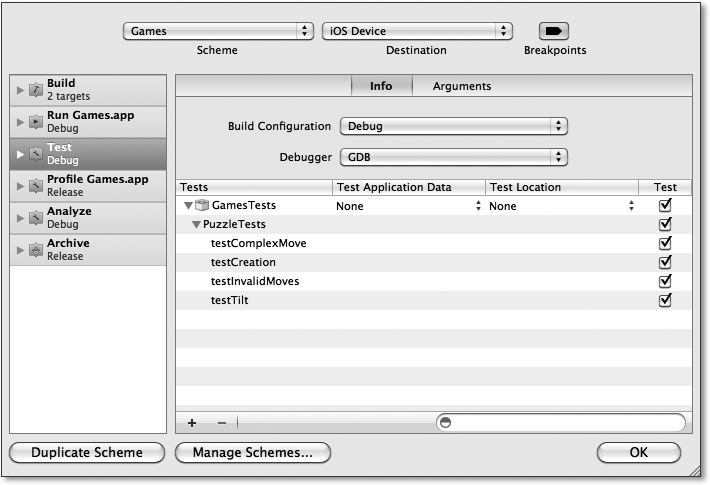 Games iOS Device
Scheme Destination Breakpoints
Build
2 targets
Run Games.app
Debug
Test
Debug
Profile Games.app
Release
Analyze
Debug
Archive
Release
Info Arguments
Build Configuration Debug
Debugger GDB
Tests Test Application Data Test Location Test
GamesTests None None
PuzzleTests
testComplexMove
testCreation
testInvalidMoves
testTilt
Duplicate Scheme Manage Schemes... OK